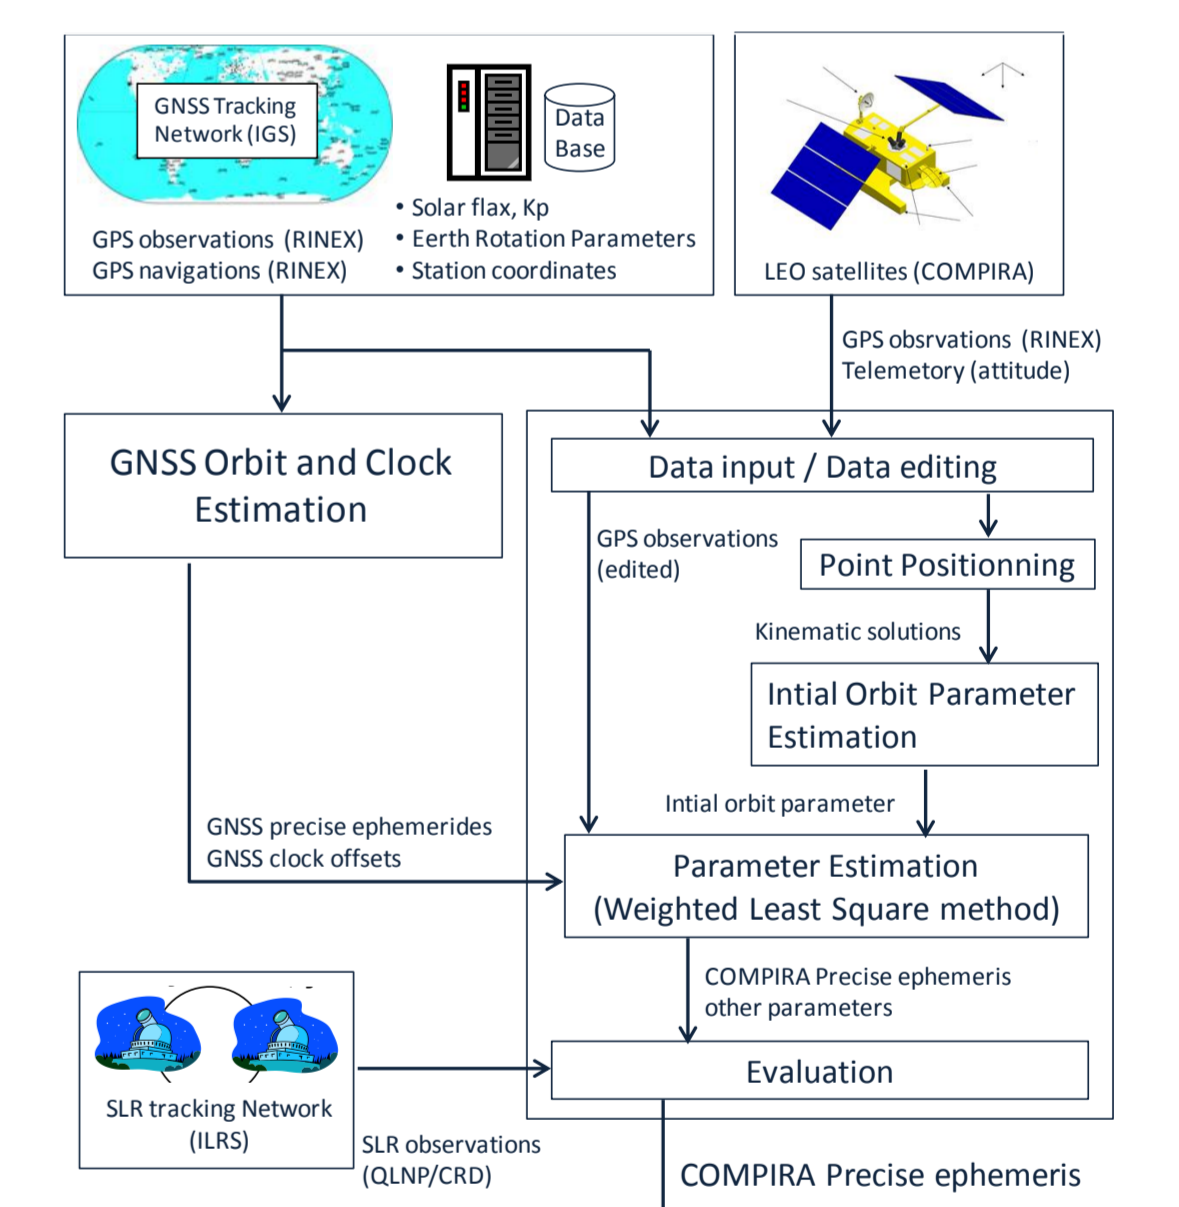 GNSS Tracking
Network (IGS)
Data
Base
GPS observations (RINEX)
GPS navigations (RINEX)
• Solar flax, Kp
• Eerth Rotation Parameters
• Station coordinates
LEO satellites (COMPIRA)
GPS obsrvations (RINEX)
Telemetory (attitude)
GNSS Orbit and Clock
Estimation
Data input / Data editing
GPS observations
(edited)
Point Positionning
Kinematic solutions
Intial Orbit Parameter
Estimation
Intial orbit parameter
GNSS precise ephemerides
GNSS clock offsets
Parameter Estimation
(Weighted Least Square method)
COMPIRA Precise ephemeris
other parameters
Evaluation
SLR tracking Network
(ILRS)
SLR observations
(QLNP/CRD)
COMPIRA Precise ephemeris